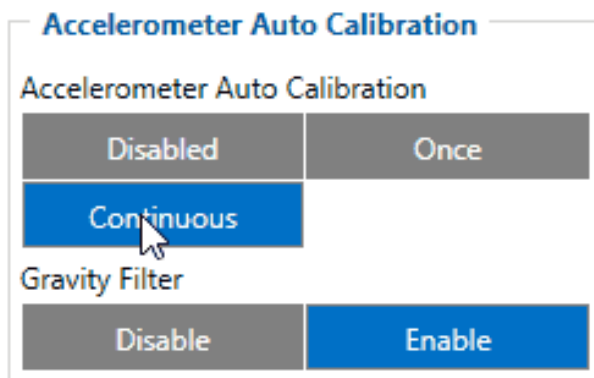 Accelerometer Auto Calibration
Accelerometer Auto Calibration
Disabled Once
Continuous
Gravity Filter
Disable Enable